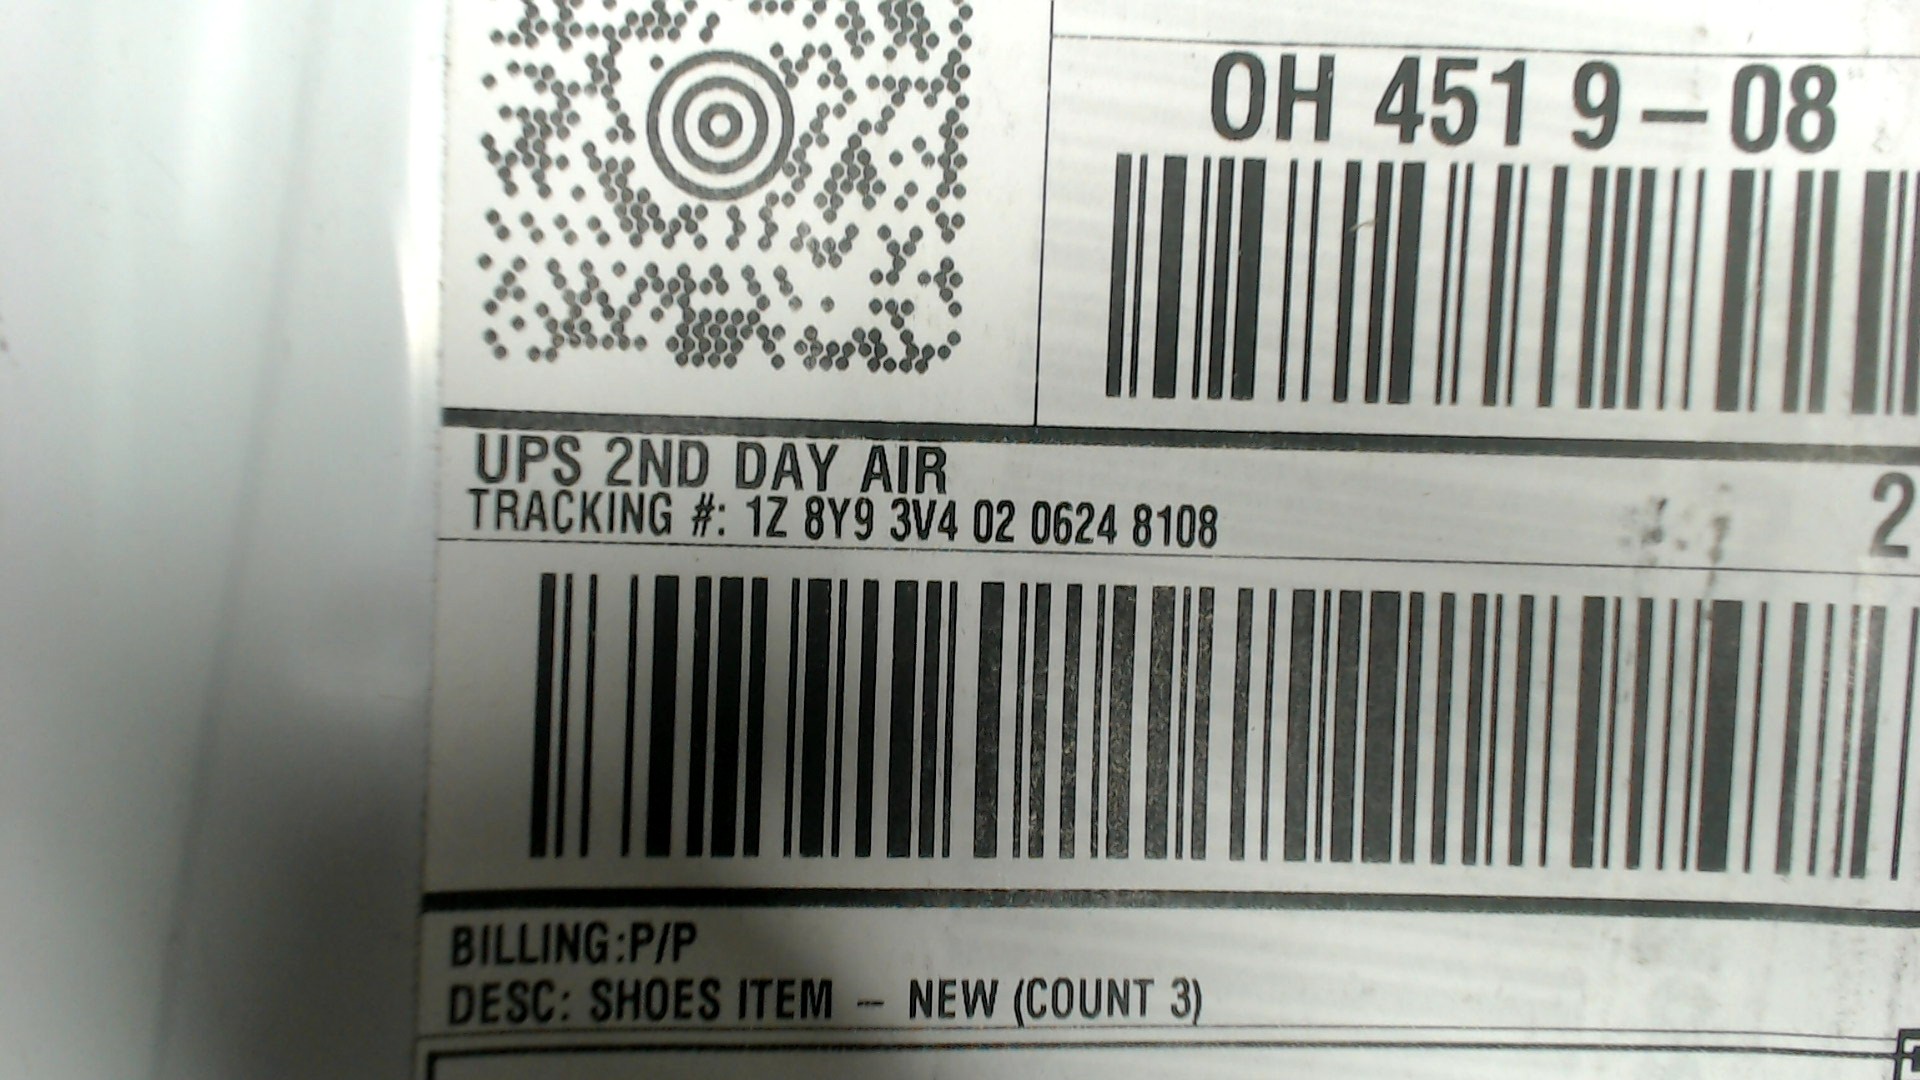 OH 451 9-08
UPS 2ND DAY AIR
TRACKING #: 1Z 8Y9 3V4 02 0624 8108
2
BILLING:P/P
DESC: SHOES ITEM -- NEW (COUNT 3)